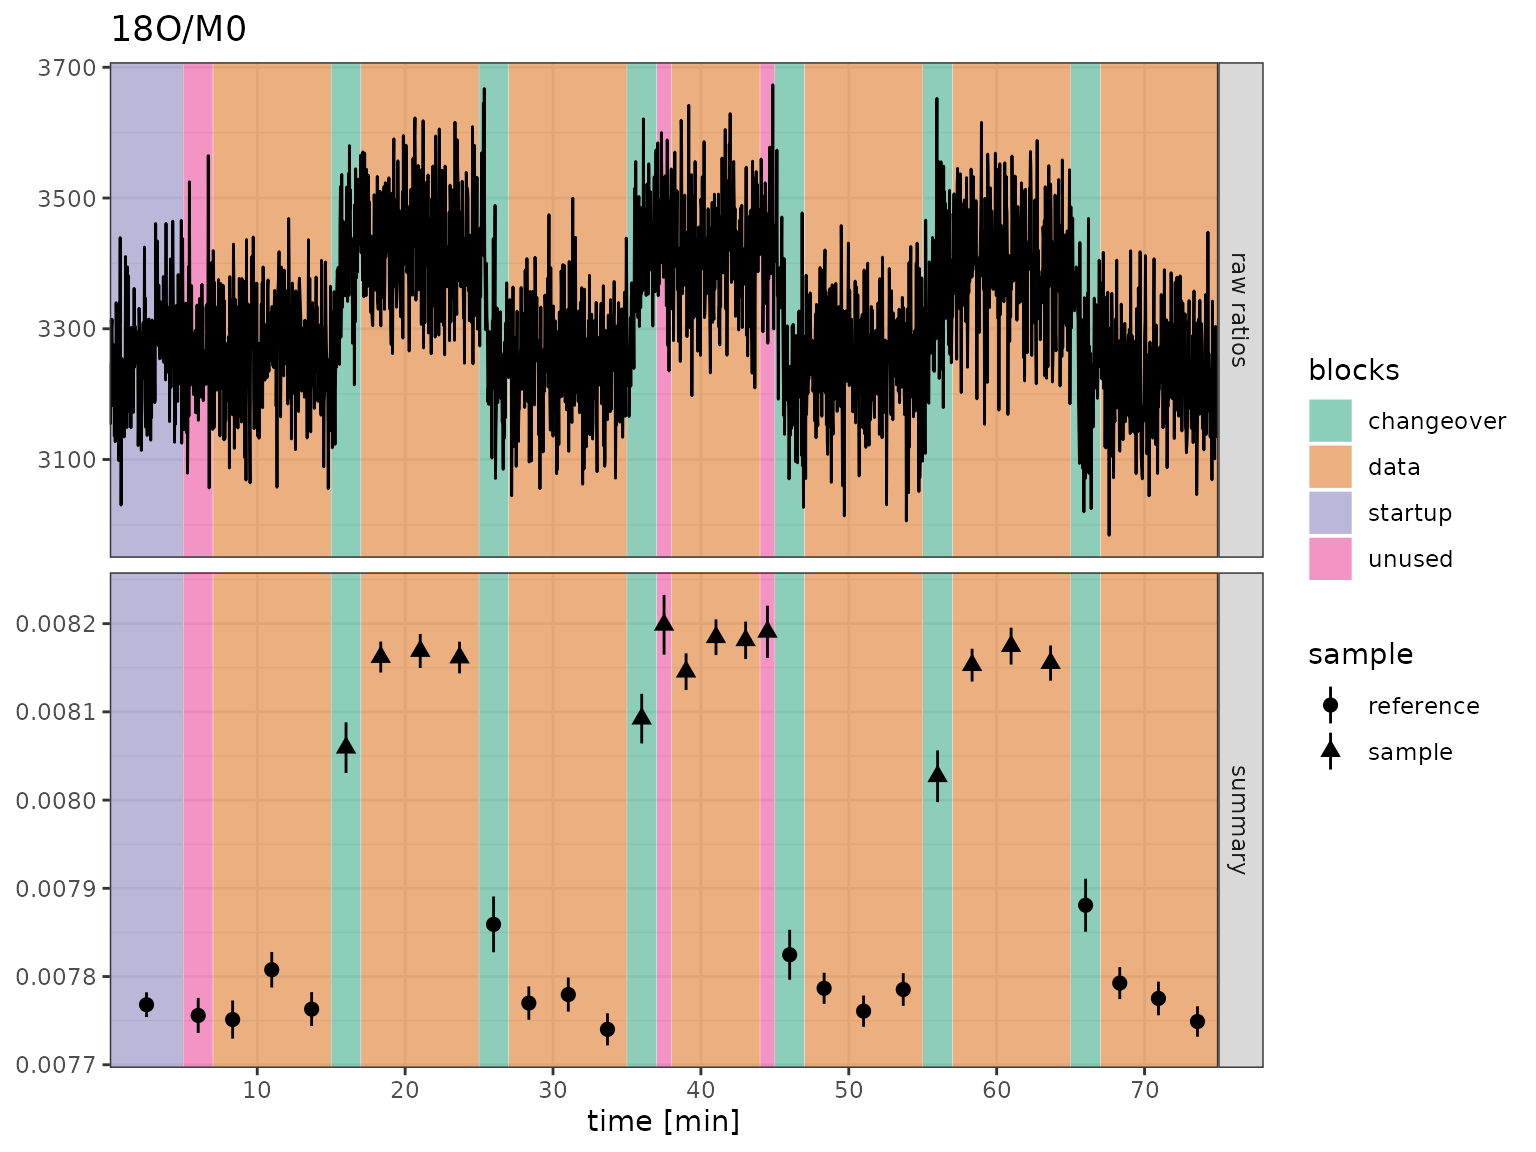 18O/M0
3700
3500
3300
3100
raw ratios
0.0082
0.0081
0.0080
0.0079
0.0078
0.0077
summary
10 20 30 40 50 60 70
time [min]
blocks
changeover
data
startup
unused
sample
reference
sample